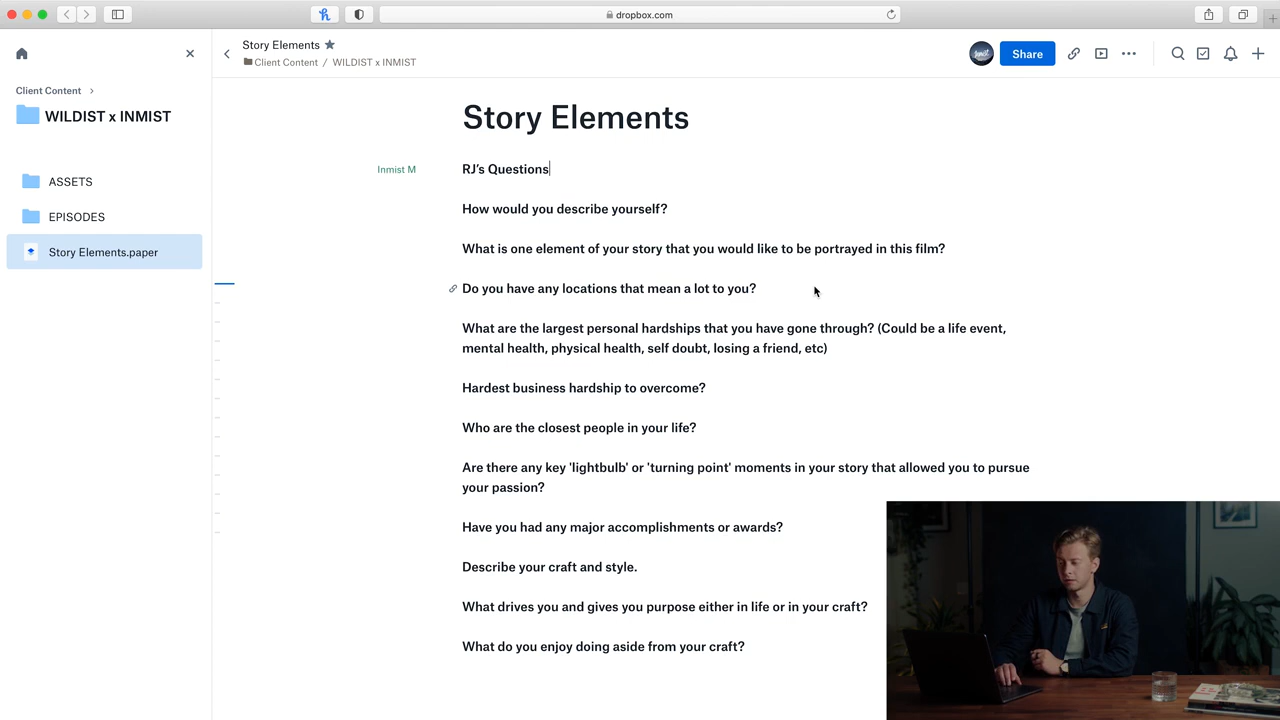 dropbox.com
Story Elements
Client Content / WILDIST x INMIST
Share
Client Content
WILDIST x INMIST
ASSETS
EPISODES
Story Elements.paper
Story Elements
Inmist M
RJ’s Questions
How would you describe yourself?
What is one element of your story that you would like to be portrayed in this film?
Do you have any locations that mean a lot to you?
What are the largest personal hardships that you have gone through? (Could be a life event,
mental health, physical health, self doubt, losing a friend, etc)
Hardest business hardship to overcome?
Who are the closest people in your life?
Are there any key 'lightbulb' or 'turning point' moments in your story that allowed you to pursue
your passion?
Have you had any major accomplishments or awards?
Describe your craft and style.
What drives you and gives you purpose either in life or in your craft?
What do you enjoy doing aside from your craft?